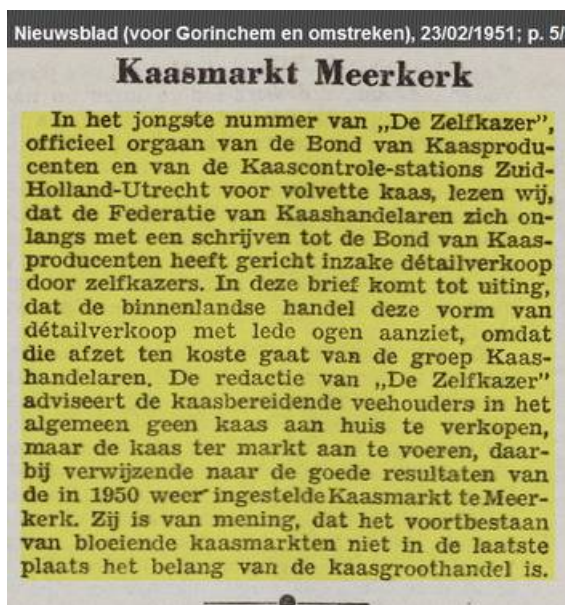 Nieuwsblad (voor Gorinchem en omstreken), 23/02/1951; p. 5/
Kaasmarkt Meerkerk
In het jongste nummer van „De Zelfkazer”,
officieel orgaan van de Bond van Kaasprodu-
centen en van de Kaascontrole-stations Zuid-
Holland-Utrecht voor volvette kaas, lezen wij,
dat de Federatie van Kaashandelaren zich on-
langs met een schrijven tot de Bond van Kaas-
producenten heeft gericht inzake détailverkoop
door zelfkazers. In deze brief komt tot uiting,
dat de binnenlandse handel deze vorm van
détailverkoop met lede ogen aanziet, omdat
die afzet ten koste gaat van de groep Kaas-
handelaren. De redactie van „De Zelfkazer”
adviseert de kaasbereidende veehouders in het
algemeen geen kaas aan huis te verkopen,
maar de kaas ter markt aan te voeren, daar-
bij verwijzende naar de goede resultaten van
de in 1950 weer ingestelde Kaasmarkt te Meer-
kerk. Zij is van mening, dat het voortbestaan
van bloeiende kaasmarkten niet in de laatste
plaats het belang van de kaasgroothandel is.